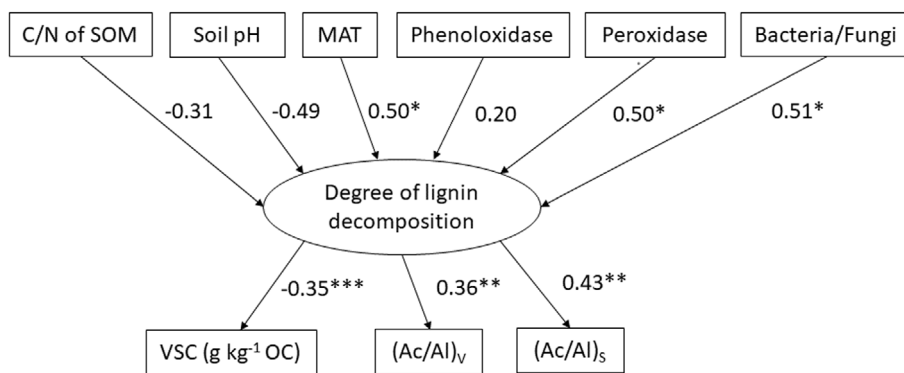 C/N of SOM
Soil pH
MAT
Phenoloxidase
Peroxidase
Bacteria/Fungi
-0.31
-0.49
0.50*
0.20
0.50*
0.51*
Degree of lignin
decomposition
-0.35***
0.36**
0.43**
VSC (g kg⁻¹ OC)
(Ac/Al)ᵥ
(Ac/Al)ₛ